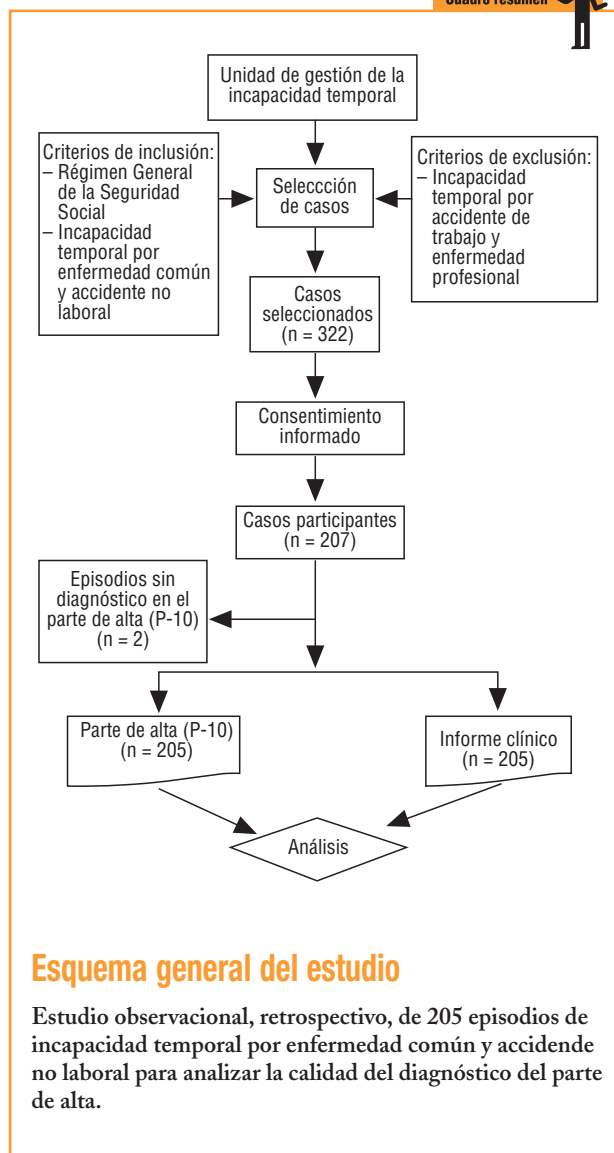 Cuadro resumen
Unidad de gestión de la
incapacidad temporal
Criterios de inclusión:
– Régimen General
de la Seguridad
Social
– Incapacidad
temporal por
enfermedad común
y accidente no
laboral
Seleccción
de casos
Criterios de exclusión:
– Incapacidad
temporal por
accidente de
trabajo y
enfermedad
profesional
Casos
seleccionados
(n = 322)
Consentimiento
informado
Casos participantes
(n = 207)
Episodios sin
diagnóstico en el
parte de alta (P-10)
(n = 2)
Parte de alta (P-10)
(n = 205)
Informe clínico
(n = 205)
Análisis
Esquema general del estudio
Estudio observacional, retrospectivo, de 205 episodios de
incapacidad temporal por enfermedad común y accidende
no laboral para analizar la calidad del diagnóstico del parte
de alta.